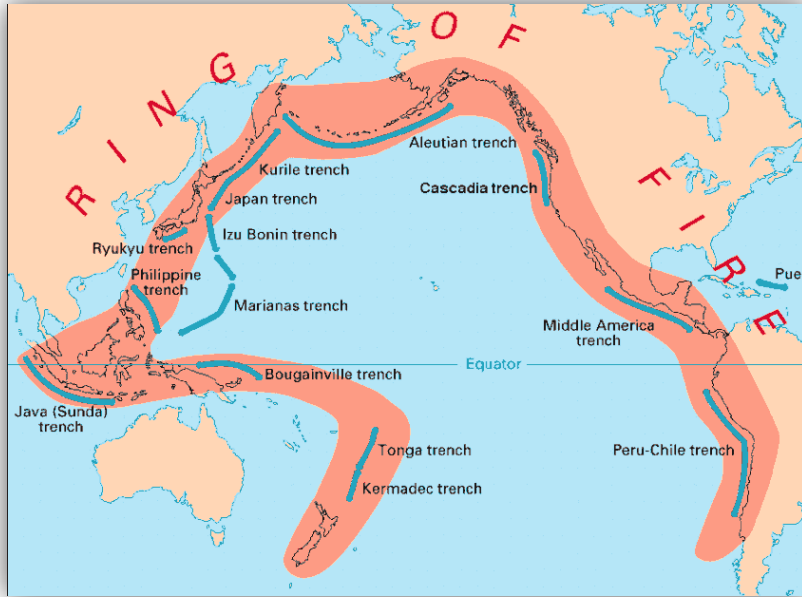 RING OF FIRE
Aleutian trench
Kurile trench
Cascadia trench
Japan trench
Izu Bonin trench
Ryukyu trench
Philippine
trench
Pue
Marianas trench
Middle America
trench
Equator
Bougainville trench
Java (Sunda)
trench
Tonga trench
Peru-Chile trench
Kermadec trench